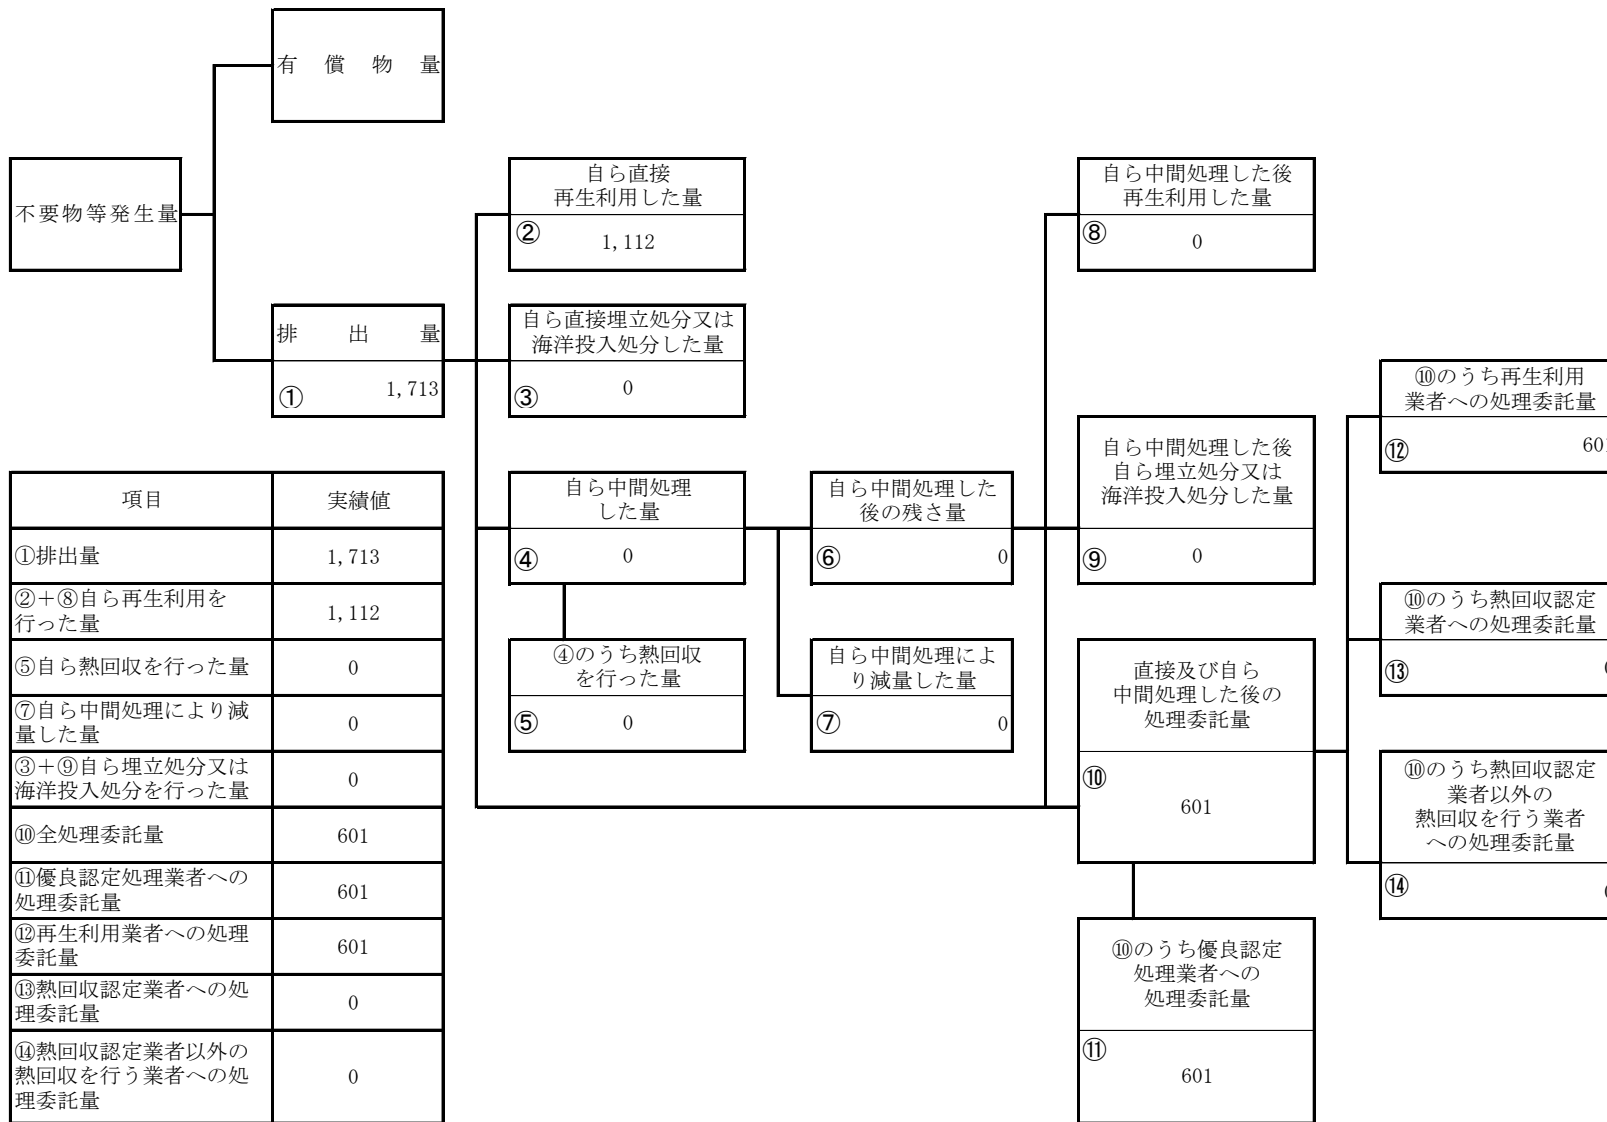 有償物量
不要物等発生量
排出量
① 1,713
自ら直接
再生利用した量
② 1,112
自ら直接埋立処分又は
海洋投入処分した量
③ 0
自ら中間処理
した量
④ 0
④のうち熱回収
を行った量
⑤ 0
自ら中間処理した
後の残さ量
⑥ 0
自ら中間処理によ
り減量した量
⑦ 0
自ら中間処理した後
再生利用した量
⑧ 0
自ら中間処理した後
自ら埋立処分又は
海洋投入処分した量
⑨ 0
直接及び自ら
中間処理した後の
処理委託量
⑩
601
⑩のうち優良認定
処理業者への
処理委託量
⑪
601
⑩のうち再生利用
業者への処理委託量
⑫ 601
⑩のうち熱回収認定
業者への処理委託量
⑬
⑩のうち熱回収認定
業者以外の
熱回収を行う業者
への処理委託量
⑭
項目 実績値
①排出量 1,713
②＋⑧自ら再生利用を
行った量 1,112
⑤自ら熱回収を行った量 0
⑦自ら中間処理により減
量した量 0
③＋⑨自ら埋立処分又は
海洋投入処分を行った量 0
⑩全処理委託量 601
⑪優良認定処理業者への
処理委託量 601
⑫再生利用業者への処理
委託量 601
⑬熱回収認定業者への処
理委託量 0
⑭熱回収認定業者以外の
熱回収を行う業者への処
理委託量 0